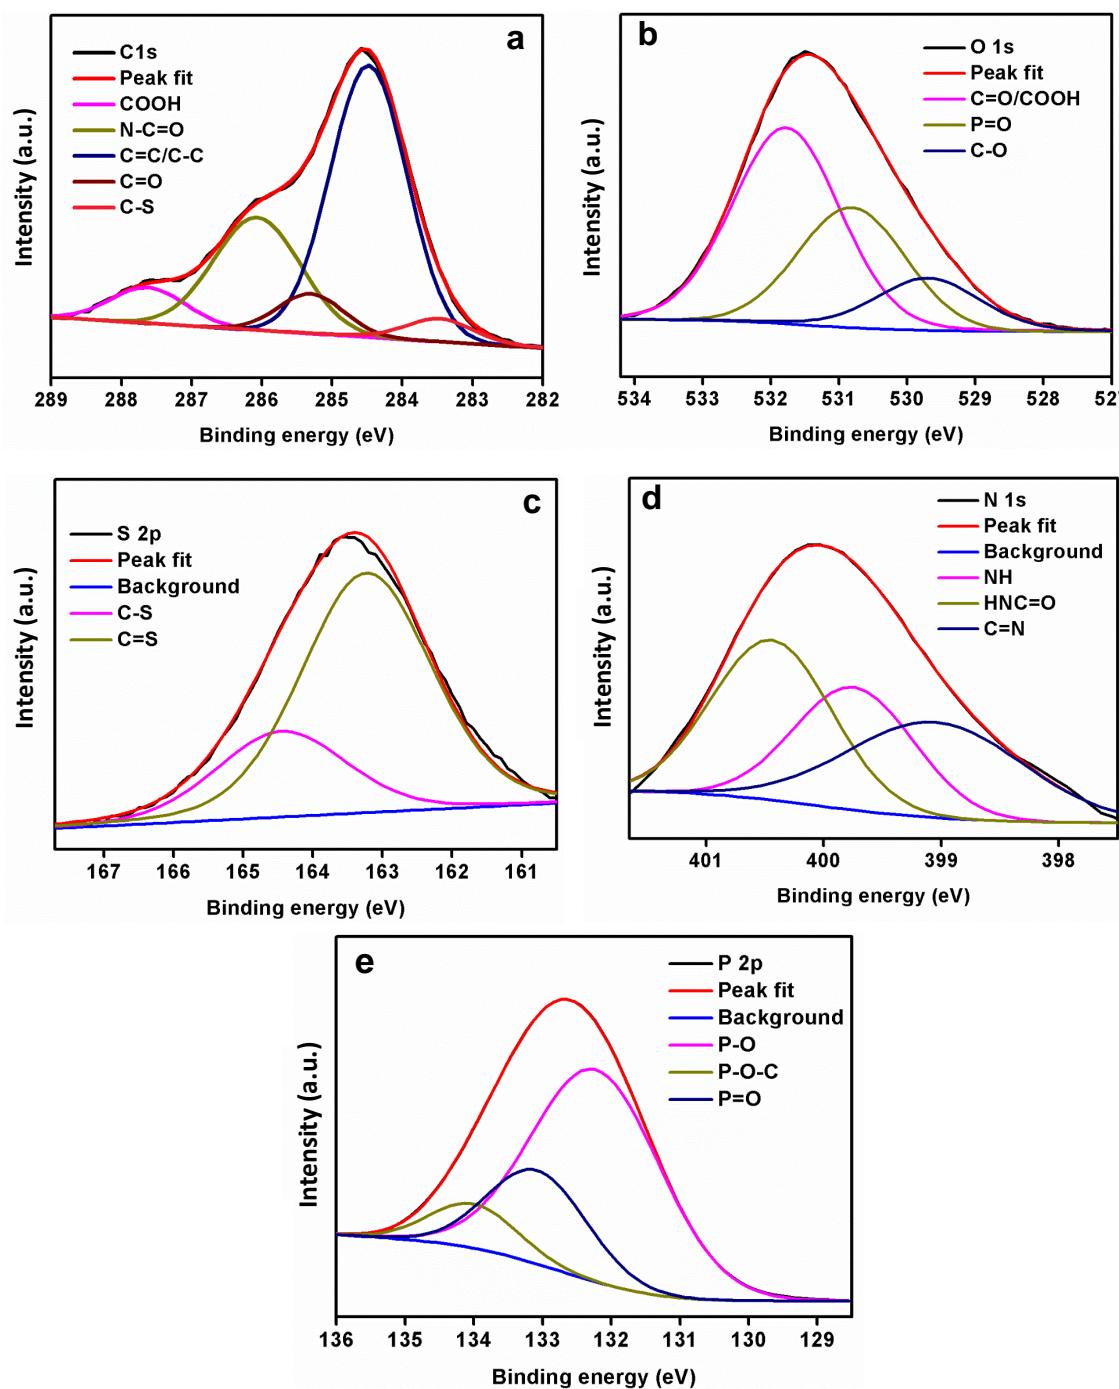 a
C1s
Peak fit
COOH
N-C=O
C=C/C-C
C=O
C-S
Intensity (a.u.)
289 288 287 286 285 284 283 282
Binding energy (eV)
b
O 1s
Peak fit
C=O/COOH
P=O
C-O
Intensity (a.u.)
534 533 532 531 530 529 528 527
Binding energy (eV)
c
S 2p
Peak fit
Background
C-S
C=S
Intensity (a.u.)
167 166 165 164 163 162 161
Binding energy (eV)
d
N 1s
Peak fit
Background
NH
HNC=O
C=N
Intensity (a.u.)
401 400 399 398
Binding energy (eV)
e
P 2p
Peak fit
Background
P-O
P-O-C
P=O
Intensity (a.u.)
136 135 134 133 132 131 130 129
Binding energy (eV)